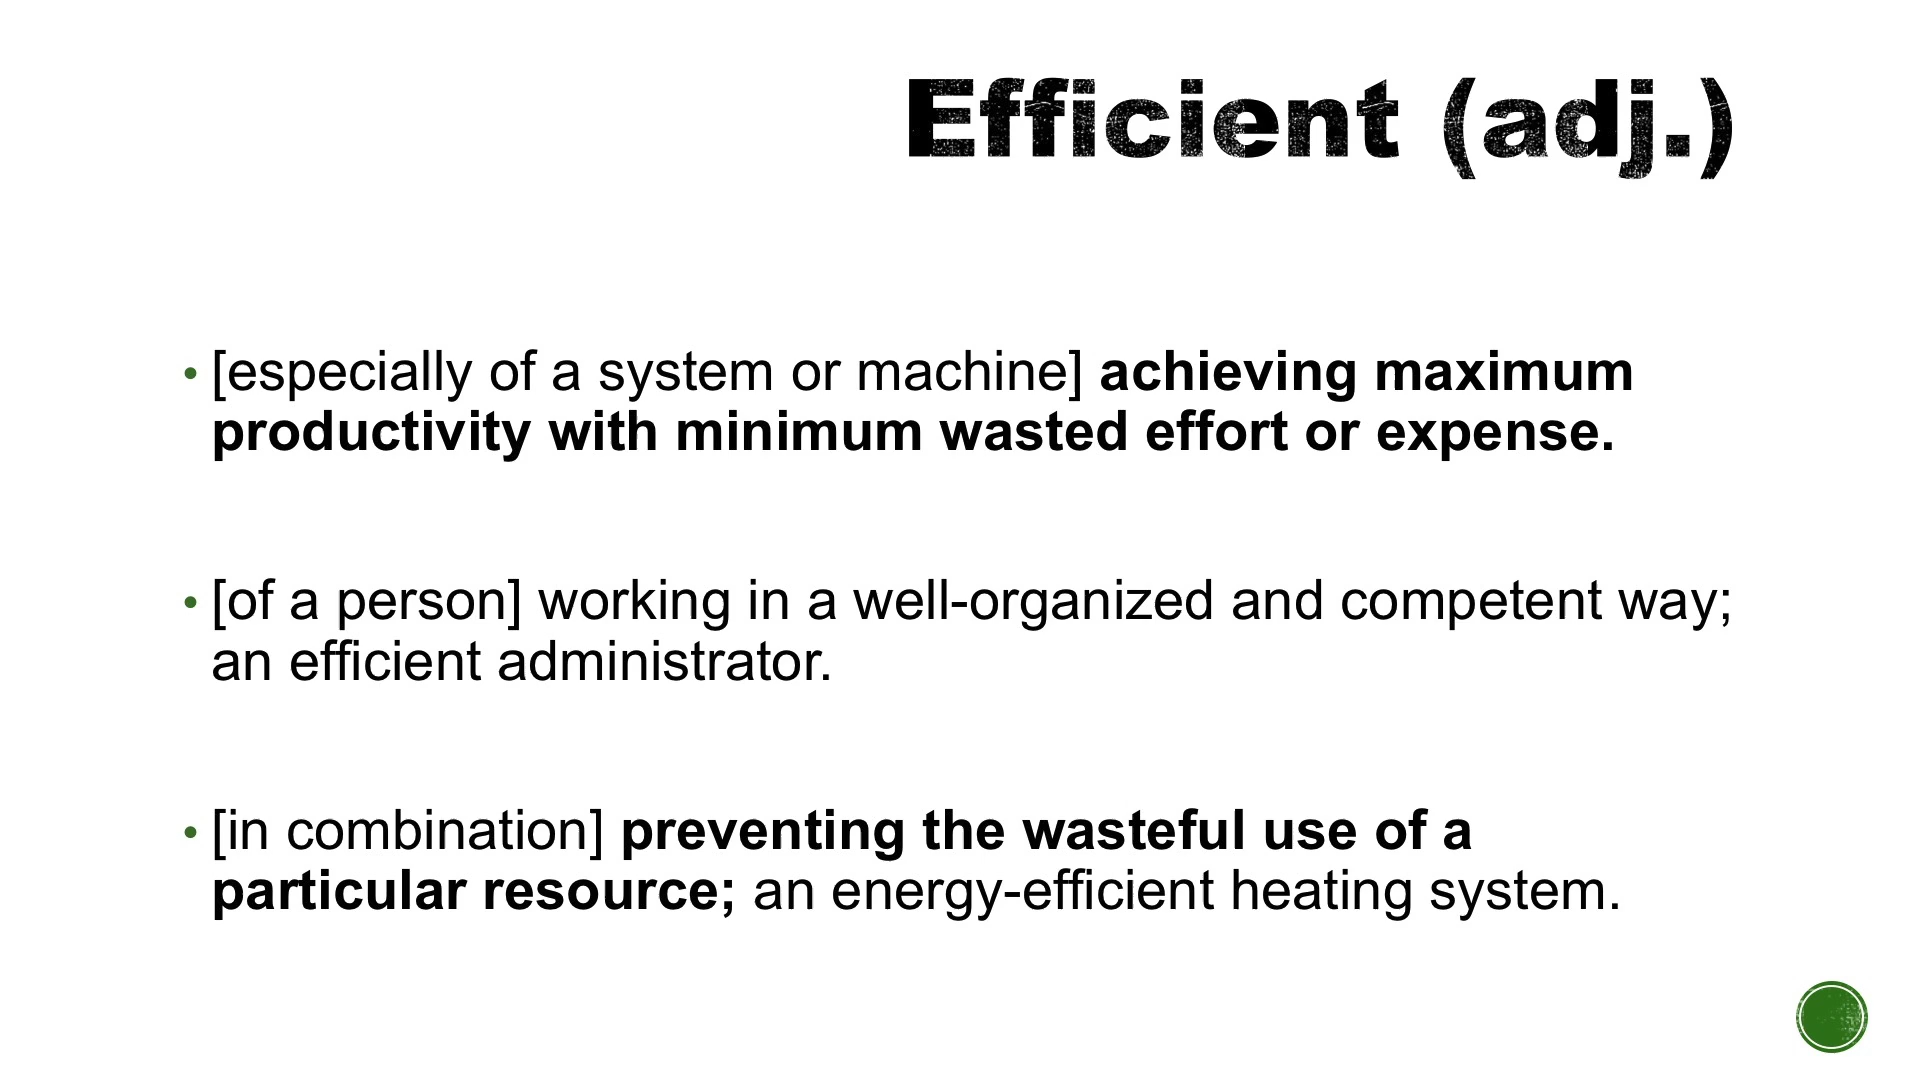 Efficient (adj.)
• [especially of a system or machine] achieving maximum
productivity with minimum wasted effort or expense.
• [of a person] working in a well-organized and competent way;
an efficient administrator.
• [in combination] preventing the wasteful use of a
particular resource; an energy-efficient heating system.